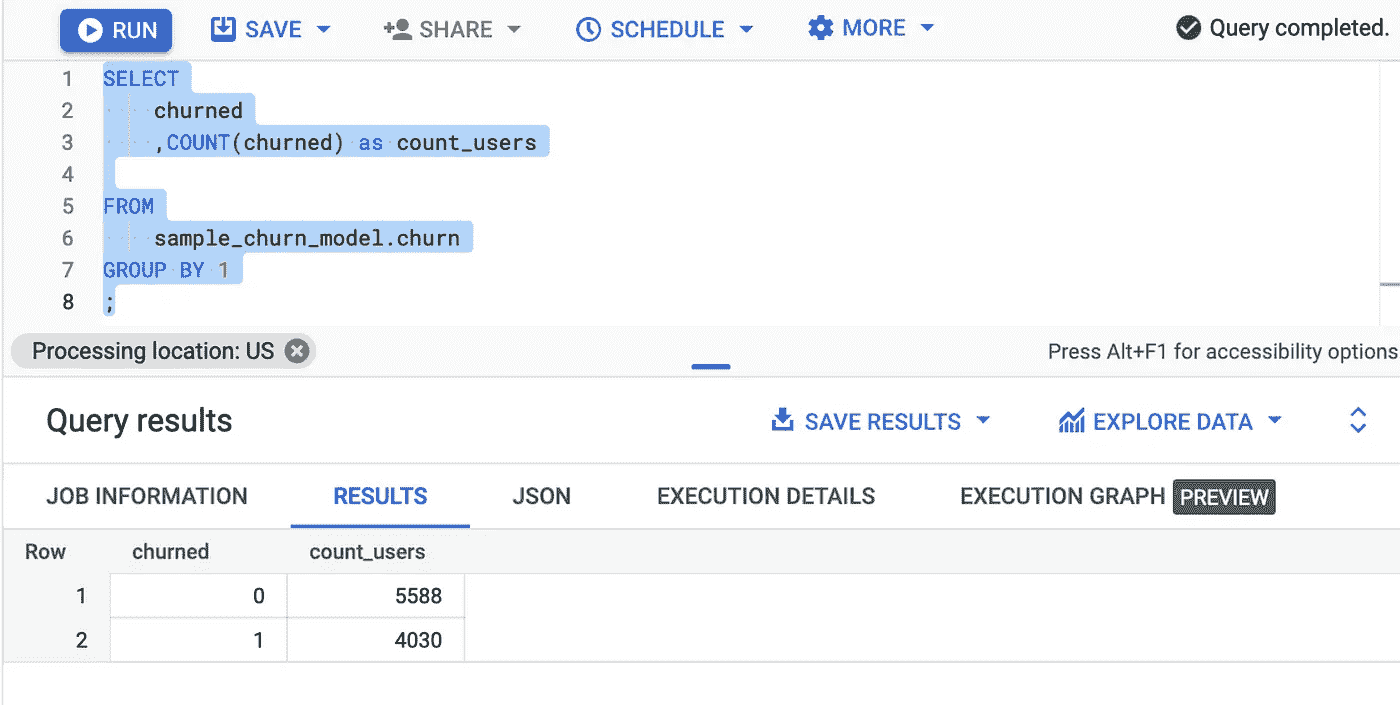 RUN SAVE SHARE SCHEDULE MORE Query completed.
1 SELECT
2 churned
3 ,COUNT(churned) as count_users
4
5 FROM
6 sample_churn_model.churn
7 GROUP BY 1
8 ;
Processing location: US Press Alt+F1 for accessibility options
Query results SAVE RESULTS EXPLORE DATA
JOB INFORMATION RESULTS JSON EXECUTION DETAILS EXECUTION GRAPH PREVIEW
Row churned count_users
1 0 5588
2 1 4030